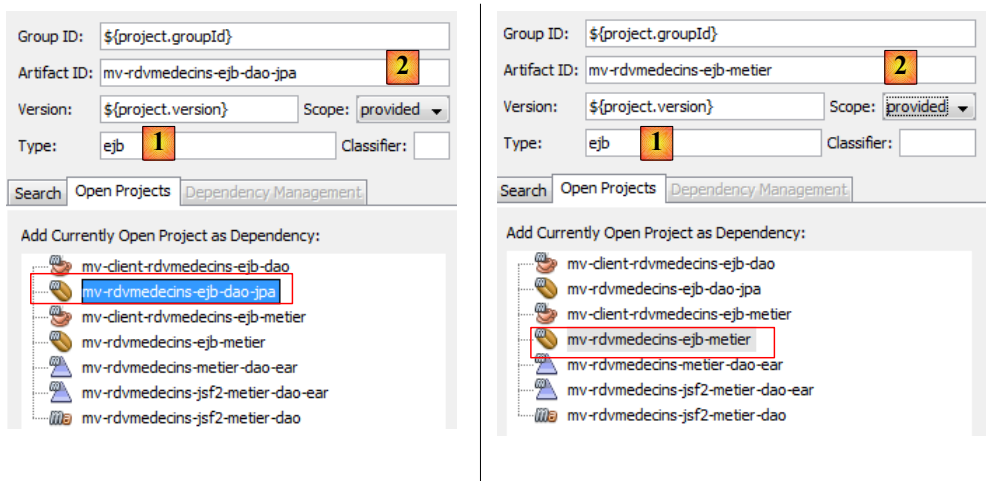 Group ID: ${project.groupId}
Artifact ID: mv-rdvmedecins-ejb-dao-jpa 2
Version: ${project.version} Scope: provided
Type: ejb 1 Classifier:
Search Open Projects Dependency Management
Add Currently Open Project as Dependency:
mv-client-rdvmedecins-ejb-dao
mv-rdvmedecins-ejb-dao-jpa
mv-client-rdvmedecins-ejb-metier
mv-rdvmedecins-ejb-metier
mv-rdvmedecins-metier-dao-ear
mv-rdvmedecins-jsf2-metier-dao-ear
mv-rdvmedecins-jsf2-metier-dao
Group ID: ${project.groupId}
Artifact ID: mv-rdvmedecins-ejb-metier 2
Version: ${project.version} Scope: provided
Type: ejb 1 Classifier:
Search Open Projects Dependency Management
Add Currently Open Project as Dependency:
mv-client-rdvmedecins-ejb-dao
mv-rdvmedecins-ejb-dao-jpa
mv-client-rdvmedecins-ejb-metier
mv-rdvmedecins-ejb-metier
mv-rdvmedecins-metier-dao-ear
mv-rdvmedecins-jsf2-metier-dao-ear
mv-rdvmedecins-jsf2-metier-dao